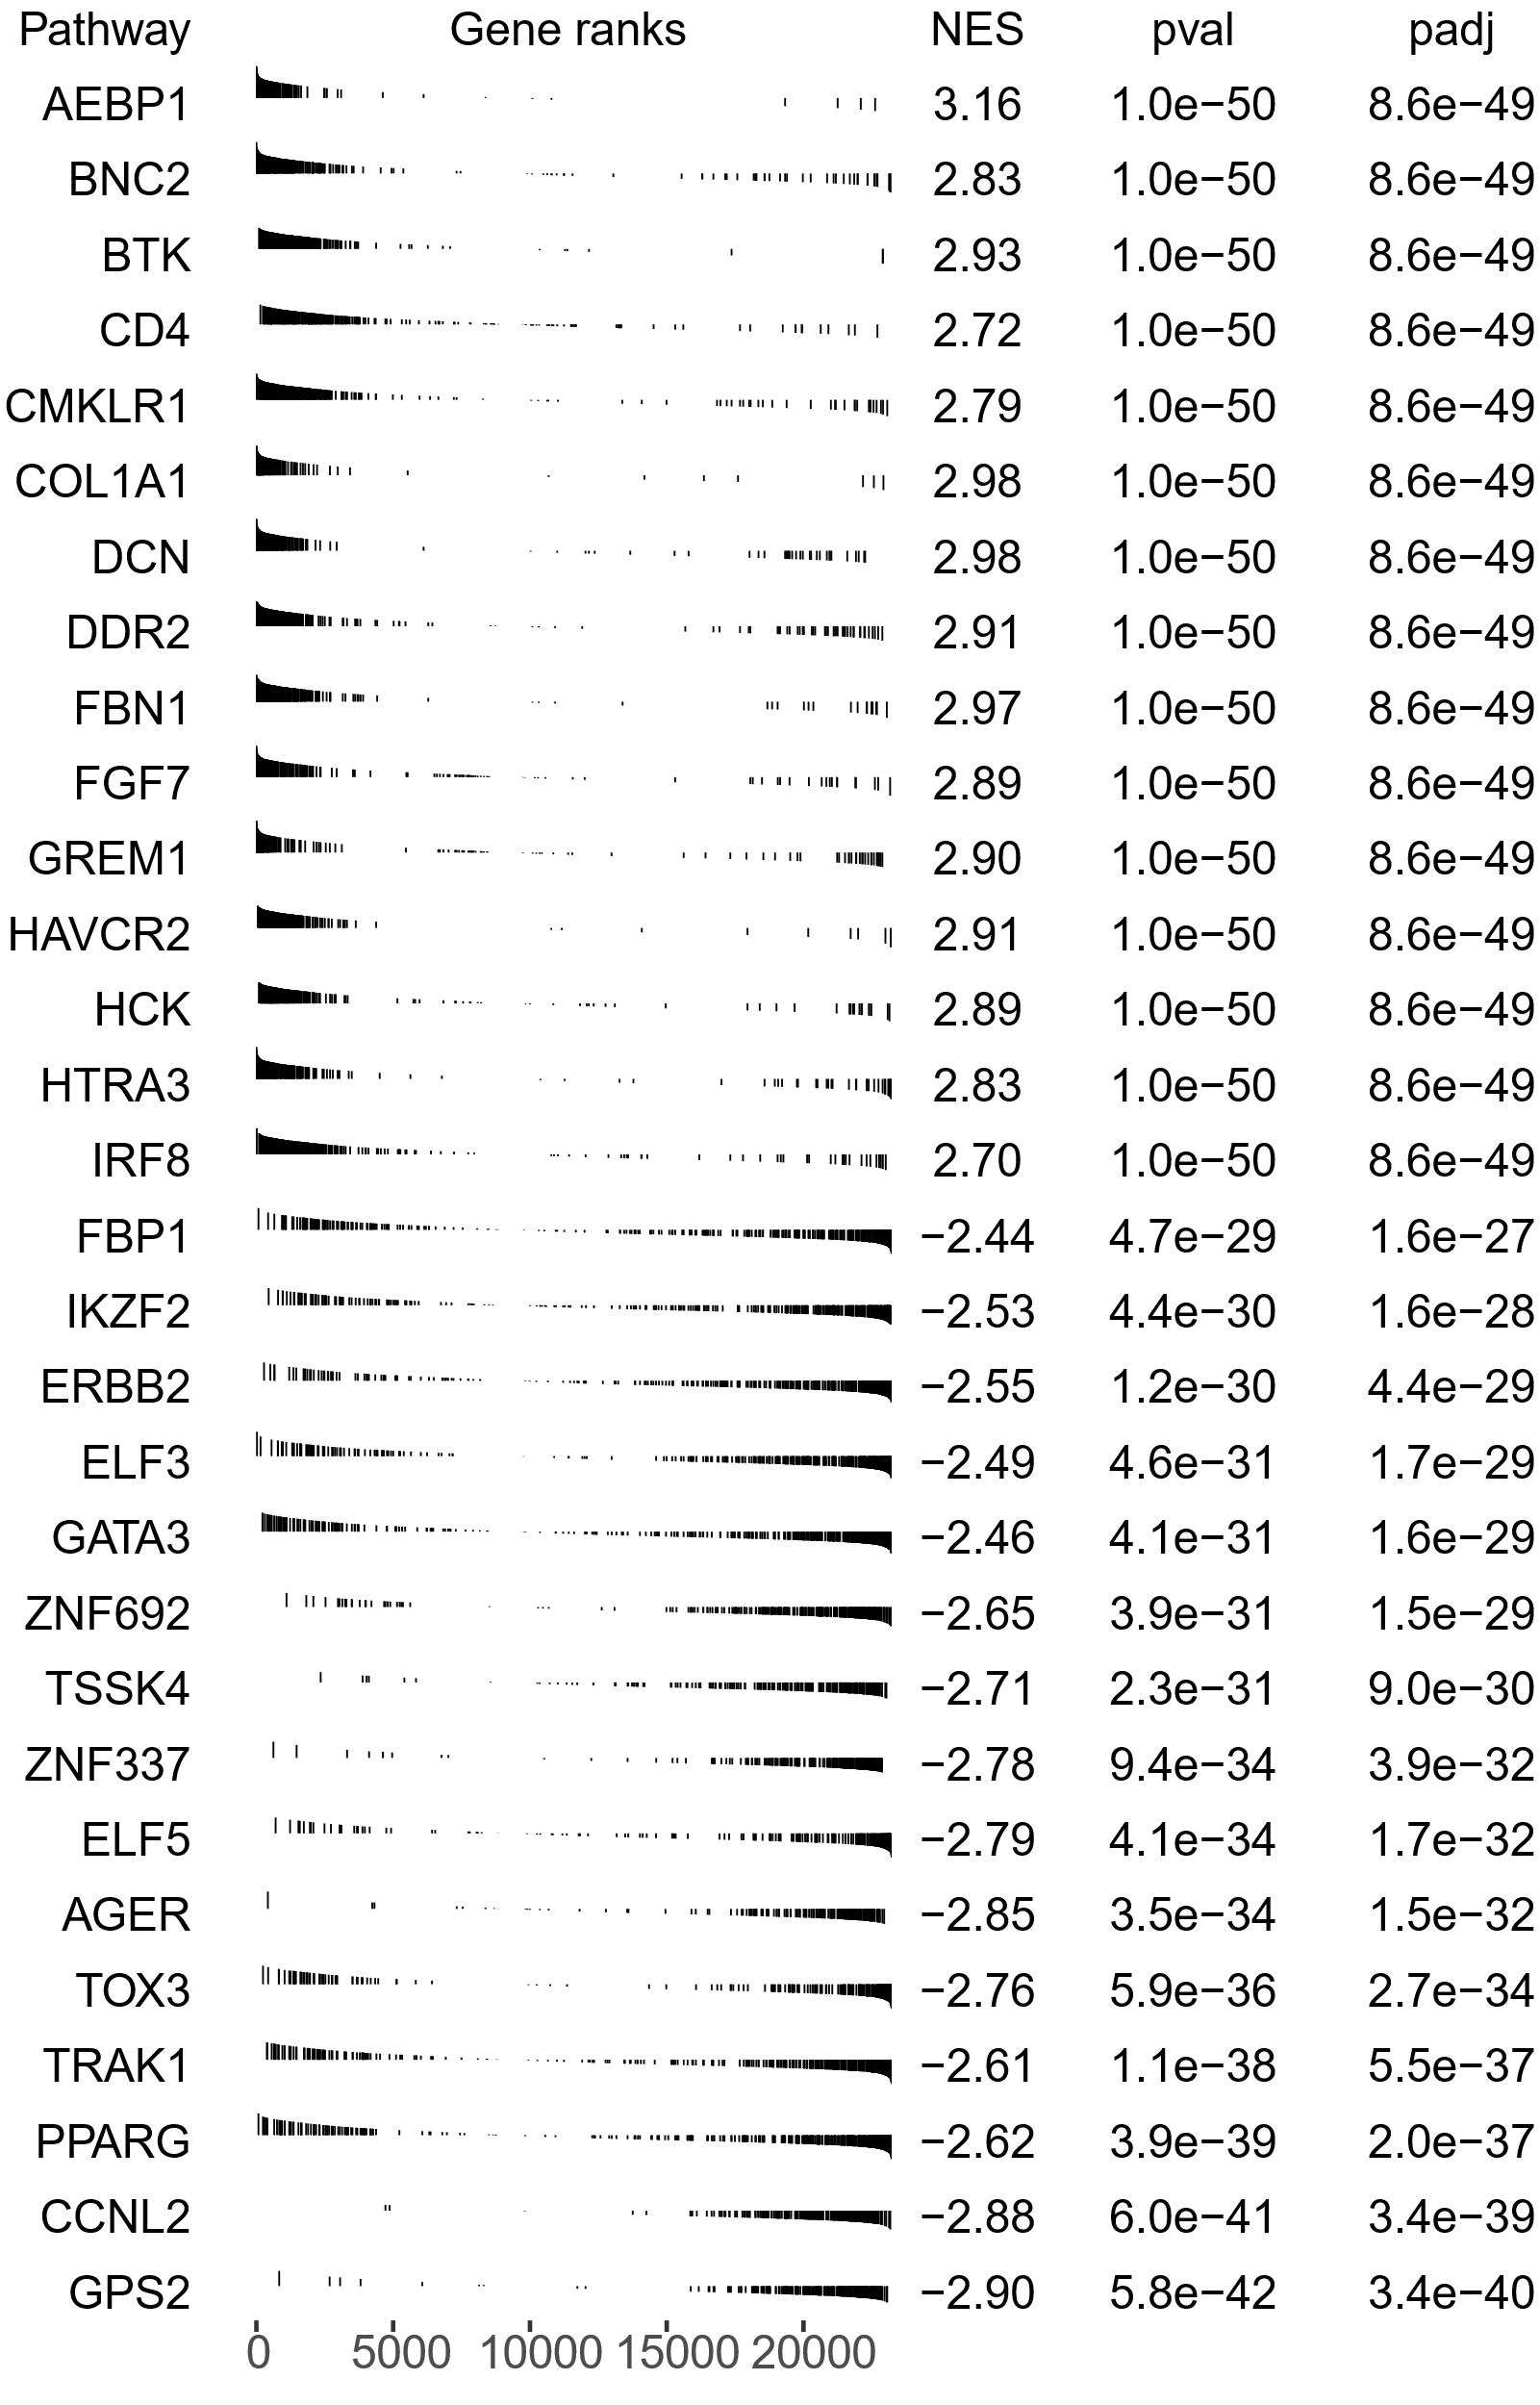 Pathway Gene ranks NES pval padj
AEBP1 3.16 1.0e−50 8.6e−49
BNC2 2.83 1.0e−50 8.6e−49
BTK 2.93 1.0e−50 8.6e−49
CD4 2.72 1.0e−50 8.6e−49
CMKLR1 2.79 1.0e−50 8.6e−49
COL1A1 2.98 1.0e−50 8.6e−49
DCN 2.98 1.0e−50 8.6e−49
DDR2 2.91 1.0e−50 8.6e−49
FBN1 2.97 1.0e−50 8.6e−49
FGF7 2.89 1.0e−50 8.6e−49
GREM1 2.90 1.0e−50 8.6e−49
HAVCR2 2.91 1.0e−50 8.6e−49
HCK 2.89 1.0e−50 8.6e−49
HTRA3 2.83 1.0e−50 8.6e−49
IRF8 2.70 1.0e−50 8.6e−49
FBP1 −2.44 4.7e−29 1.6e−27
IKZF2 −2.53 4.4e−30 1.6e−28
ERBB2 −2.55 1.2e−30 4.4e−29
ELF3 −2.49 4.6e−31 1.7e−29
GATA3 −2.46 4.1e−31 1.6e−29
ZNF692 −2.65 3.9e−31 1.5e−29
TSSK4 −2.71 2.3e−31 9.0e−30
ZNF337 −2.78 9.4e−34 3.9e−32
ELF5 −2.79 4.1e−34 1.7e−32
AGER −2.85 3.5e−34 1.5e−32
TOX3 −2.76 5.9e−36 2.7e−34
TRAK1 −2.61 1.1e−38 5.5e−37
PPARG −2.62 3.9e−39 2.0e−37
CCNL2 −2.88 6.0e−41 3.4e−39
GPS2 −2.90 5.8e−42 3.4e−40
0 5000 10000 15000 20000